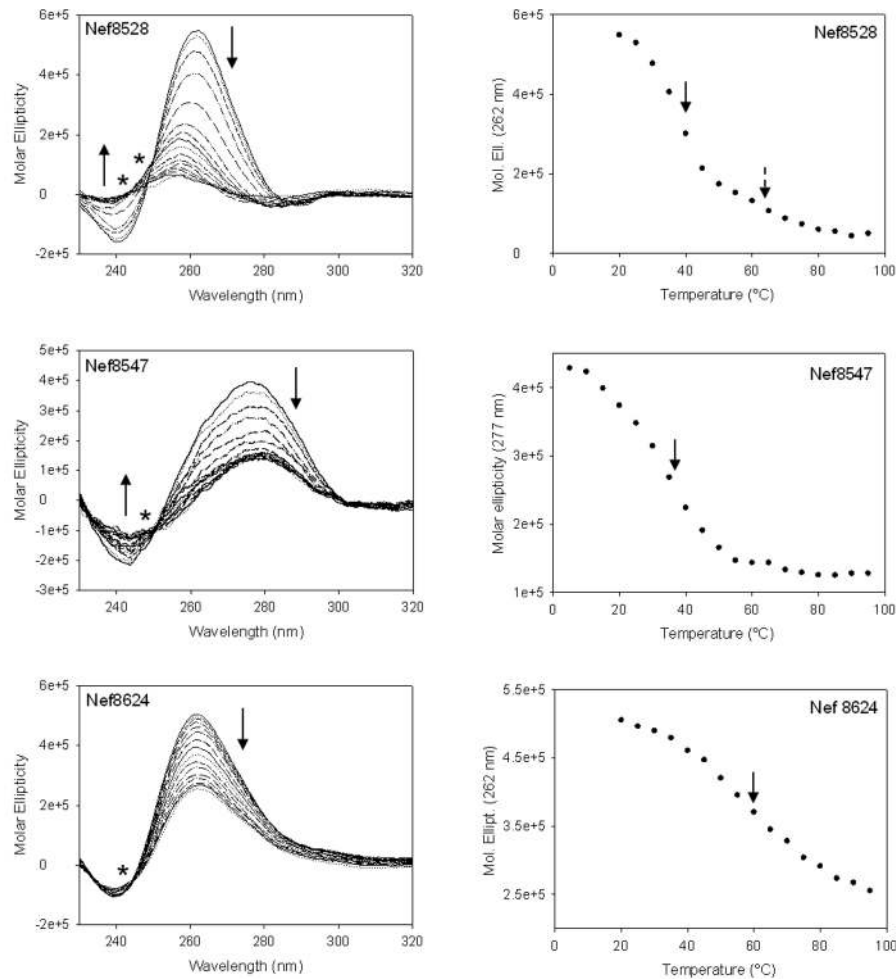 Nef8528
6e+5
4e+5
2e+5
0
-2e+5
Molar Ellipticity
* *
240 260 280 300 320
Wavelength (nm)
Nef8528
6e+5
4e+5
2e+5
0
Mol. Ell. (262 nm)
0 20 40 60 80 100
Temperature (ºC)
Nef8547
5e+5
4e+5
3e+5
2e+5
1e+5
0
-1e+5
-2e+5
-3e+5
Molar Ellipticity
*
240 260 280 300 320
Wavelength (nm)
Nef8547
4e+5
3e+5
2e+5
1e+5
Molar ellipticity (277 nm)
0 20 40 60 80 100
Temperature (ºC)
Nef8624
6e+5
4e+5
2e+5
0
-2e+5
Molar Ellipticity
*
240 260 280 300 320
Wavelength (nm)
Nef 8624
5.5e+5
4.5e+5
3.5e+5
2.5e+5
Mol. Ellipt. (262 nm)
0 20 40 60 80 100
Temperature (ºC)